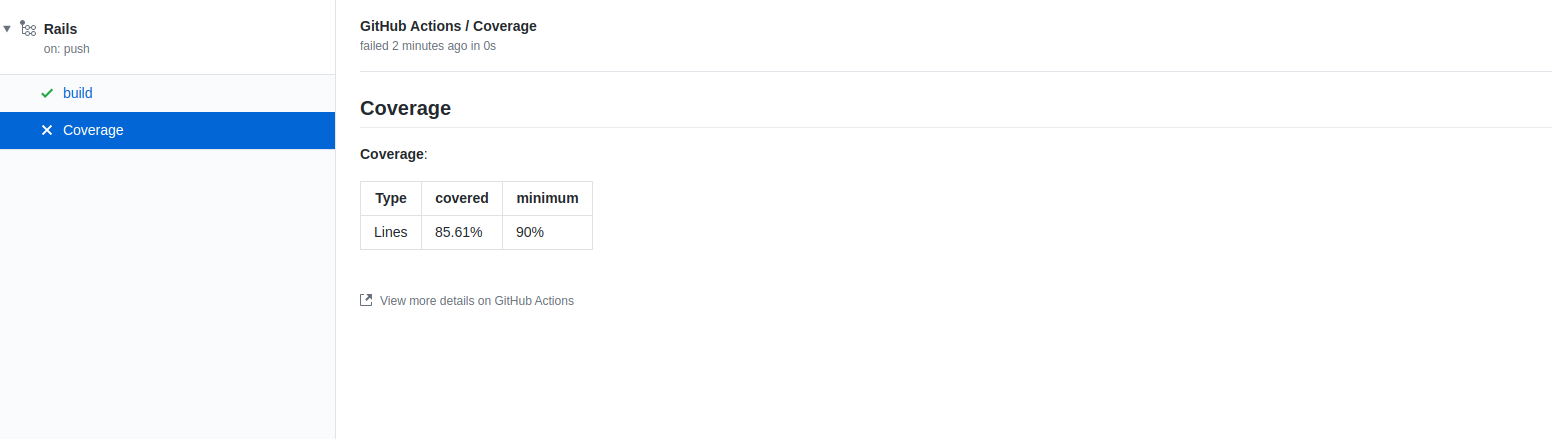 Rails
on: push
build
Coverage
GitHub Actions / Coverage
failed 2 minutes ago in 0s
Coverage
Coverage:
Type covered minimum
Lines 85.61% 90%
View more details on GitHub Actions